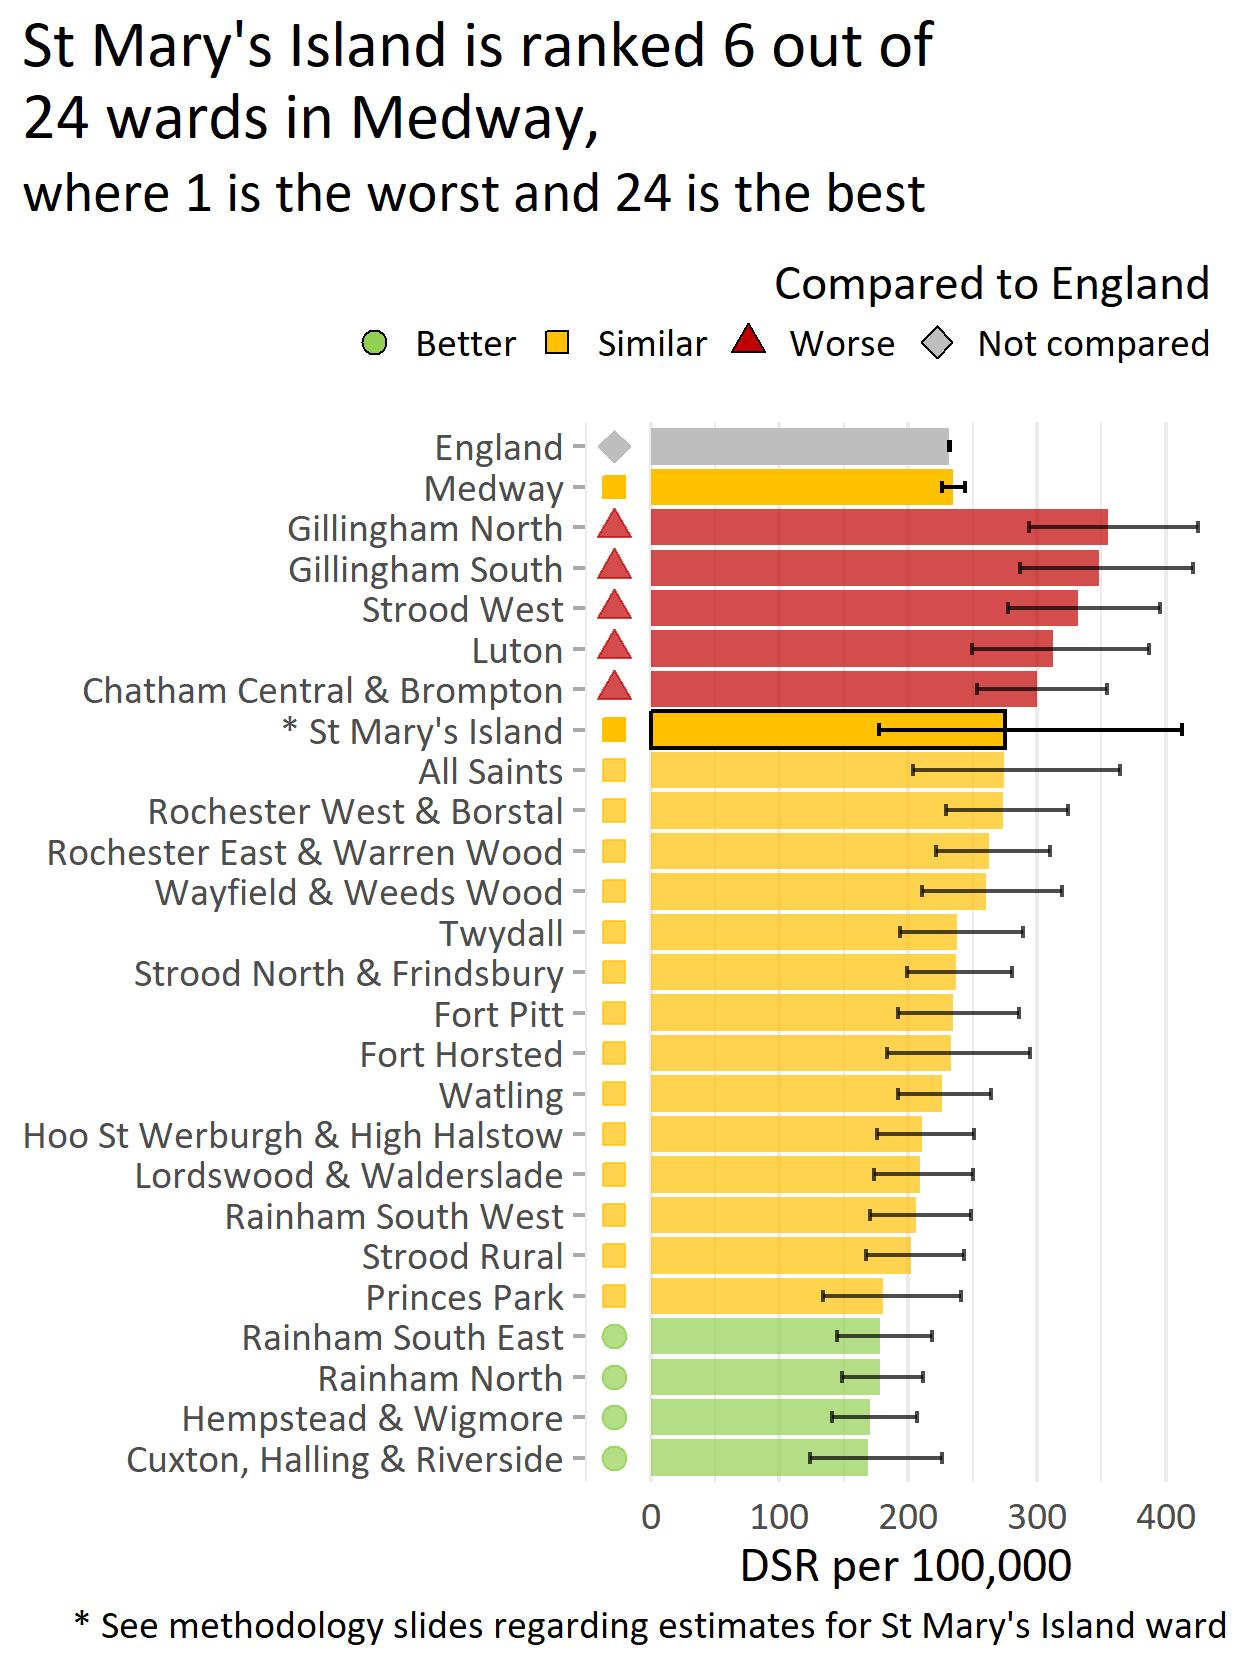 St Mary's Island is ranked 6 out of
24 wards in Medway,
where 1 is the worst and 24 is the best
Compared to England
Better Similar Worse Not compared
England
Medway
Gillingham North
Gillingham South
Strood West
Luton
Chatham Central & Brompton
* St Mary's Island
All Saints
Rochester West & Borstal
Rochester East & Warren Wood
Wayfield & Weeds Wood
Twydall
Strood North & Frindsbury
Fort Pitt
Fort Horsted
Watling
Hoo St Werburgh & High Halstow
Lordswood & Walderslade
Rainham South West
Strood Rural
Princes Park
Rainham South East
Rainham North
Hempstead & Wigmore
Cuxton, Halling & Riverside
0 100 200 300 400
DSR per 100,000
* See methodology slides regarding estimates for St Mary's Island ward